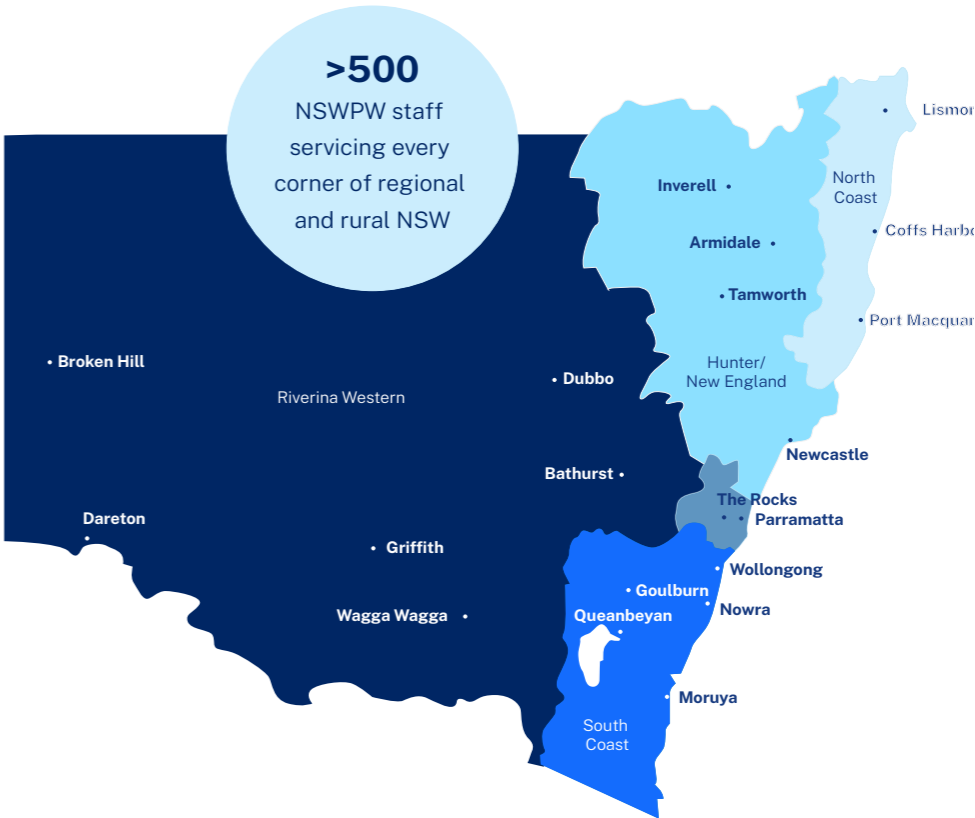 >500
NSWPW staff
servicing every
corner of regional
and rural NSW
Lismor
North
Coast
Inverell
Coffs Harbo
Armidale
Tamworth
Port Macquar
Broken Hill
Hunter/
New England
Dubbo
Riverina Western
Newcastle
Bathurst
The Rocks
Dareton
Parramatta
Griffith
Wollongong
Goulburn
Nowra
Wagga Wagga
Queanbeyan
Moruya
South
Coast